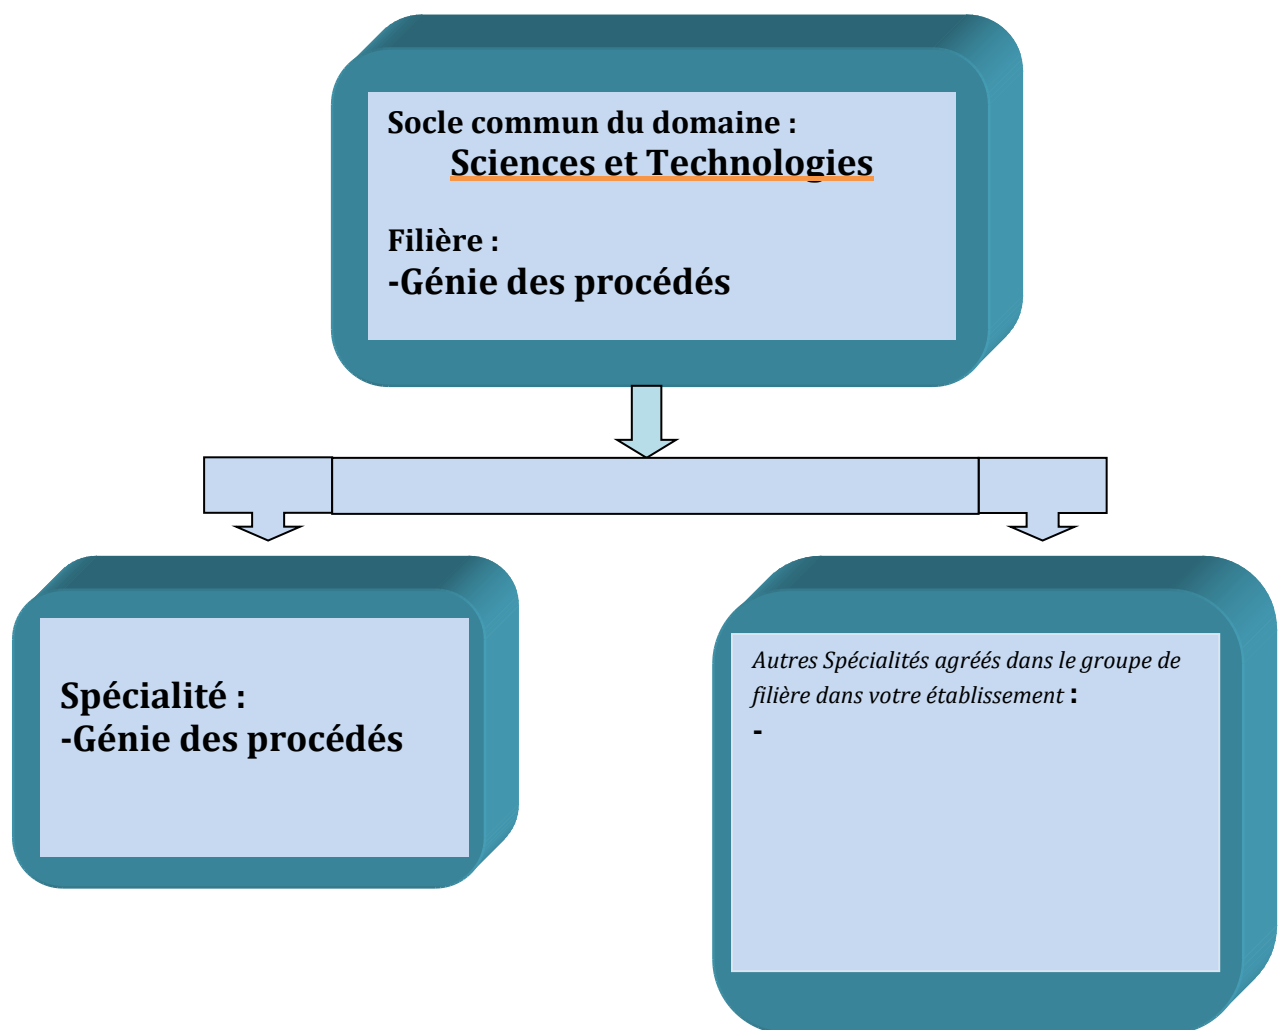 Socle commun du domaine :
Sciences et Technologies
Filière :
-Génie des procédés
Spécialité :
-Génie des procédés
Autres Spécialités agréés dans le groupe de
filière dans votre établissement :
-